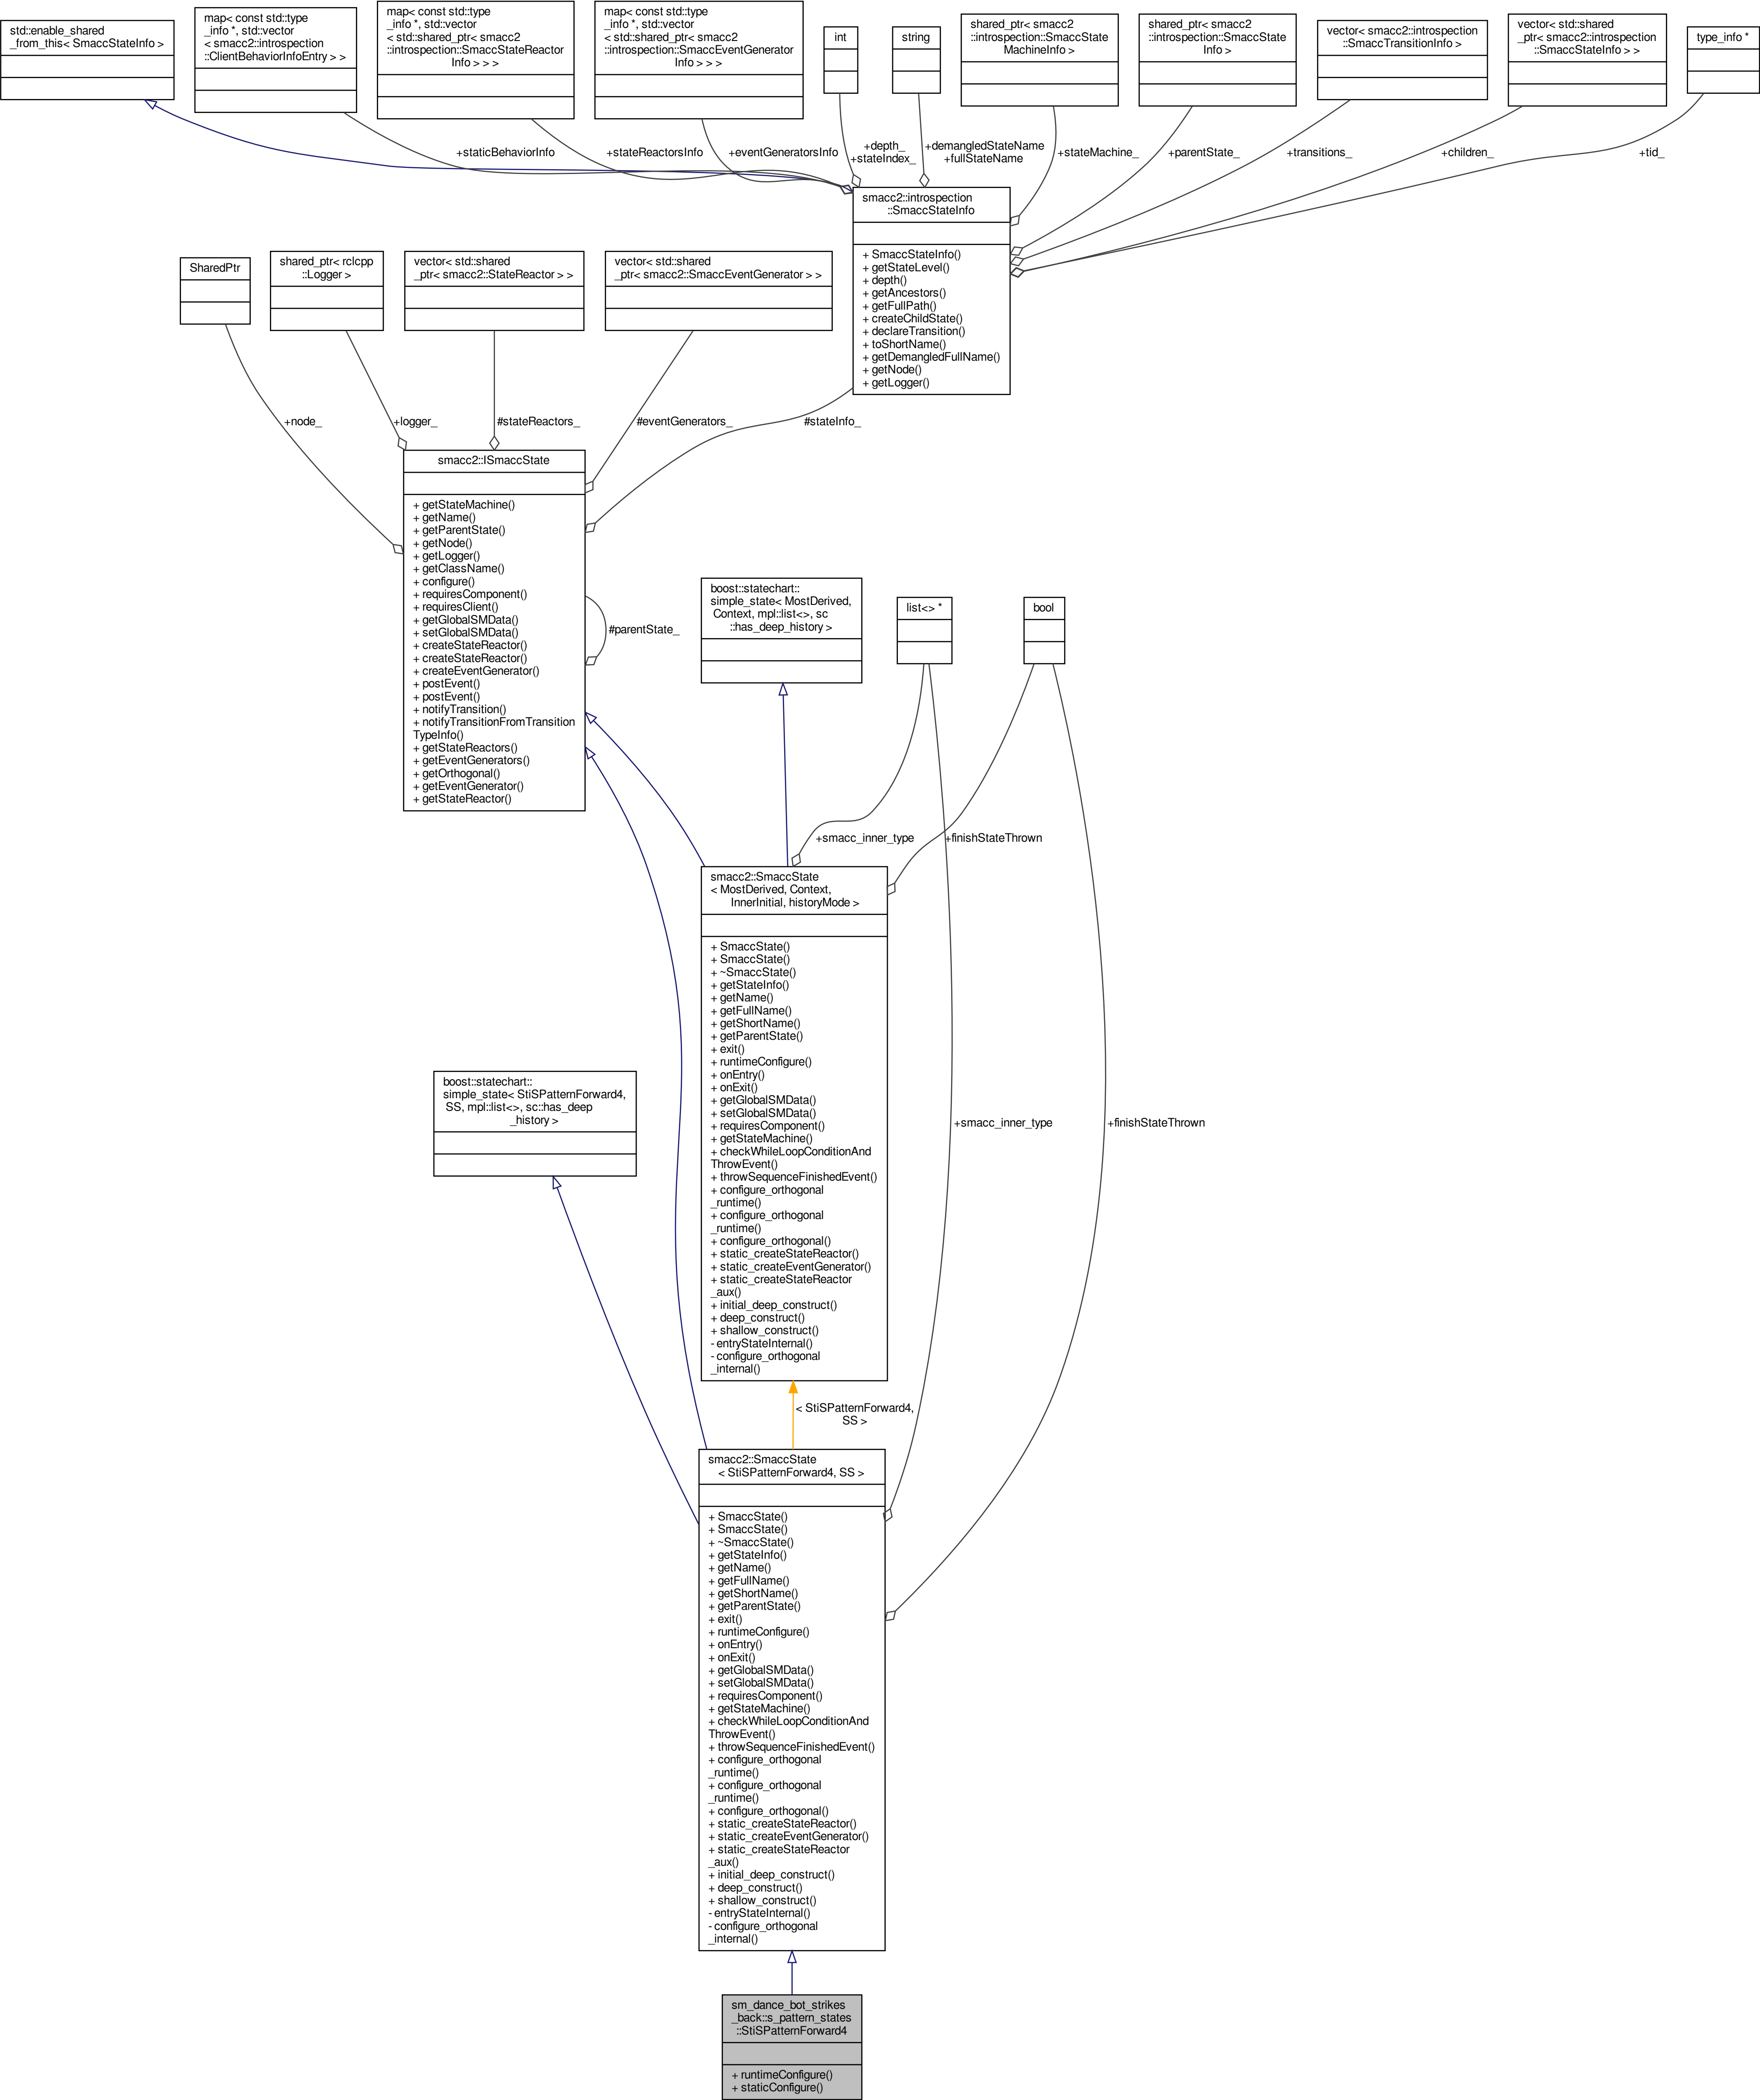 std::enable_shared
_from_this< SmaccStateInfo >
map< const std::type
_info *, std::vector
< smacc2::introspection
::ClientBehaviorInfoEntry > >
map< const std::type
_info *, std::vector
< std::shared_ptr< smacc2
::introspection::SmaccStateReactor
Info > > >
map< const std::type
_info *, std::vector
< std::shared_ptr< smacc2
::introspection::SmaccEventGenerator
Info > > >
int
string
shared_ptr< smacc2
::introspection::SmaccState
MachineInfo >
shared_ptr< smacc2
::introspection::SmaccState
Info >
vector< smacc2::introspection
::SmaccTransitionInfo >
vector< std::shared
_ptr< smacc2::introspection
::SmaccStateInfo > >
type_info *
+staticBehaviorInfo
+stateReactorsInfo
+eventGeneratorsInfo
+depth_
+stateIndex_
+demangledStateName
+fullStateName
+stateMachine_
+parentState_
+transitions_
+children_
+tid_
smacc2::introspection
::SmaccStateInfo
+ SmaccStateInfo()
+ getStateLevel()
+ depth()
+ getAncestors()
+ getFullPath()
+ createChildState()
+ declareTransition()
+ toShortName()
+ getDemangledFullName()
+ getNode()
+ getLogger()
SharedPtr
shared_ptr< rclcpp
::Logger >
vector< std::shared
_ptr< smacc2::StateReactor > >
vector< std::shared
_ptr< smacc2::SmaccEventGenerator > >
+node_
+logger_
#stateReactors_
#eventGenerators_
#stateInfo_
smacc2::ISmaccState
+ getStateMachine()
+ getName()
+ getParentState()
+ getNode()
+ getLogger()
+ getClassName()
+ configure()
+ requiresComponent()
+ requiresClient()
+ getGlobalSMData()
+ setGlobalSMData()
+ createStateReactor()
+ createStateReactor()
+ createEventGenerator()
+ postEvent()
+ postEvent()
+ notifyTransition()
+ notifyTransitionFromTransition
TypeInfo()
+ getStateReactors()
+ getEventGenerators()
+ getOrthogonal()
+ getEventGenerator()
+ getStateReactor()
#parentState_
boost::statechart::
simple_state< MostDerived,
Context, mpl::list<>, sc
::has_deep_history >
list<> *
bool
+smacc_inner_type
+finishStateThrown
smacc2::SmaccState
< MostDerived, Context,
InnerInitial, historyMode >
+ SmaccState()
+ SmaccState()
+ ~SmaccState()
+ getStateInfo()
+ getName()
+ getFullName()
+ getShortName()
+ getParentState()
+ exit()
+ runtimeConfigure()
+ onEntry()
+ onExit()
+ getGlobalSMData()
+ setGlobalSMData()
+ requiresComponent()
+ getStateMachine()
+ checkWhileLoopConditionAnd
ThrowEvent()
+ throwSequenceFinishedEvent()
+ configure_orthogonal
_runtime()
+ configure_orthogonal
_runtime()
+ configure_orthogonal()
+ static_createStateReactor()
+ static_createEventGenerator()
+ static_createStateReactor
_aux()
+ initial_deep_construct()
+ deep_construct()
+ shallow_construct()
- entryStateInternal()
- configure_orthogonal
_internal()
boost::statechart::
simple_state< StiSPatternForward4,
SS, mpl::list<>, sc::has_deep
_history >
+smacc_inner_type
+finishStateThrown
< StiSPatternForward4,
SS >
smacc2::SmaccState
< StiSPatternForward4, SS >
+ SmaccState()
+ SmaccState()
+ ~SmaccState()
+ getStateInfo()
+ getName()
+ getFullName()
+ getShortName()
+ getParentState()
+ exit()
+ runtimeConfigure()
+ onEntry()
+ onExit()
+ getGlobalSMData()
+ setGlobalSMData()
+ requiresComponent()
+ getStateMachine()
+ checkWhileLoopConditionAnd
ThrowEvent()
+ throwSequenceFinishedEvent()
+ configure_orthogonal
_runtime()
+ configure_orthogonal
_runtime()
+ configure_orthogonal()
+ static_createStateReactor()
+ static_createEventGenerator()
+ static_createStateReactor
_aux()
+ initial_deep_construct()
+ deep_construct()
+ shallow_construct()
- entryStateInternal()
- configure_orthogonal
_internal()
sm_dance_bot_strikes
_back::s_pattern_states
::StiSPatternForward4
+ runtimeConfigure()
+ staticConfigure()